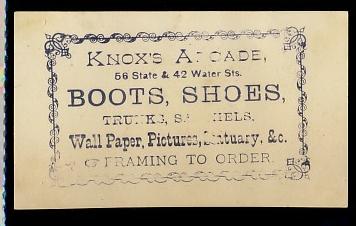 KNOX'S ARCADE,
56 State & 42 Water Sts.
BOOTS, SHOES,
TRUNKS, SATCHELS,
Wall Paper, Pictures, Statuary, &c.
FRAMING TO ORDER.